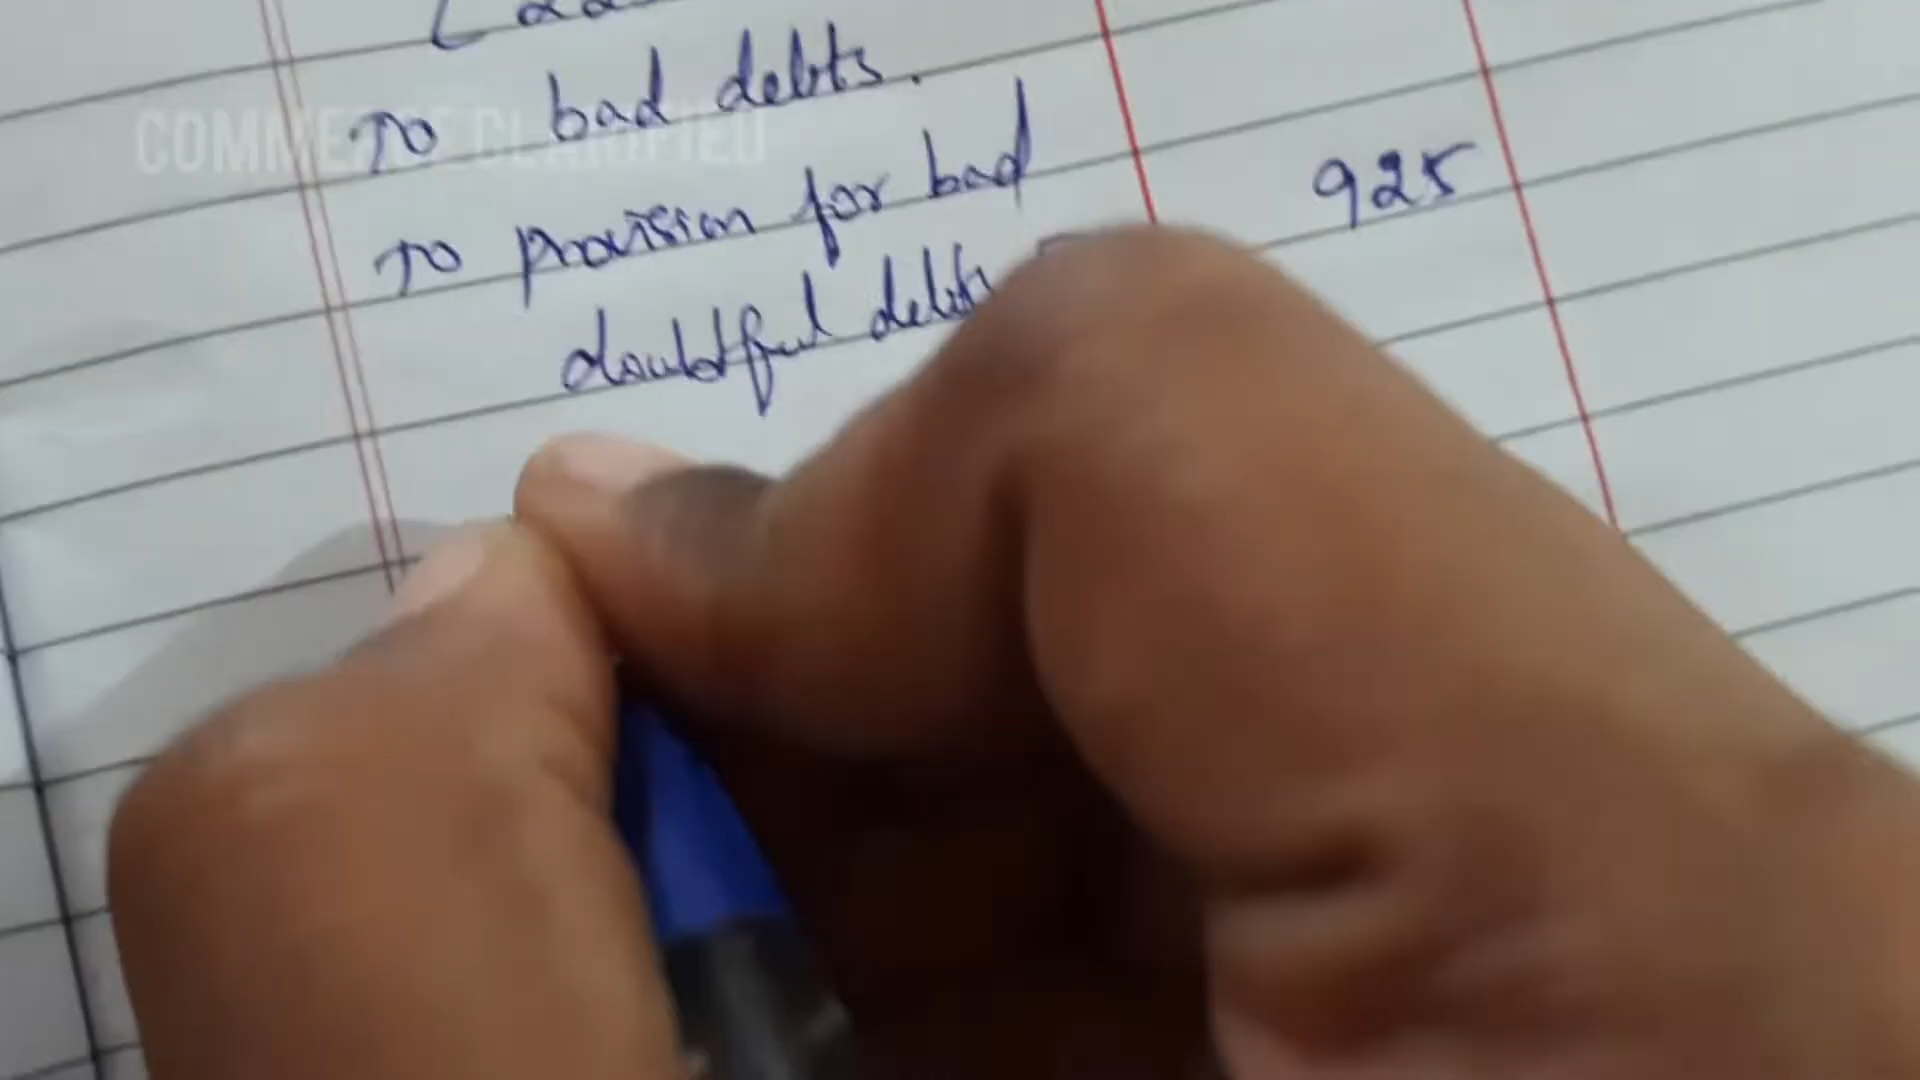 To bad debts.
COMMERCE CLARIFIED
To provision for bad
925
doubtful debts